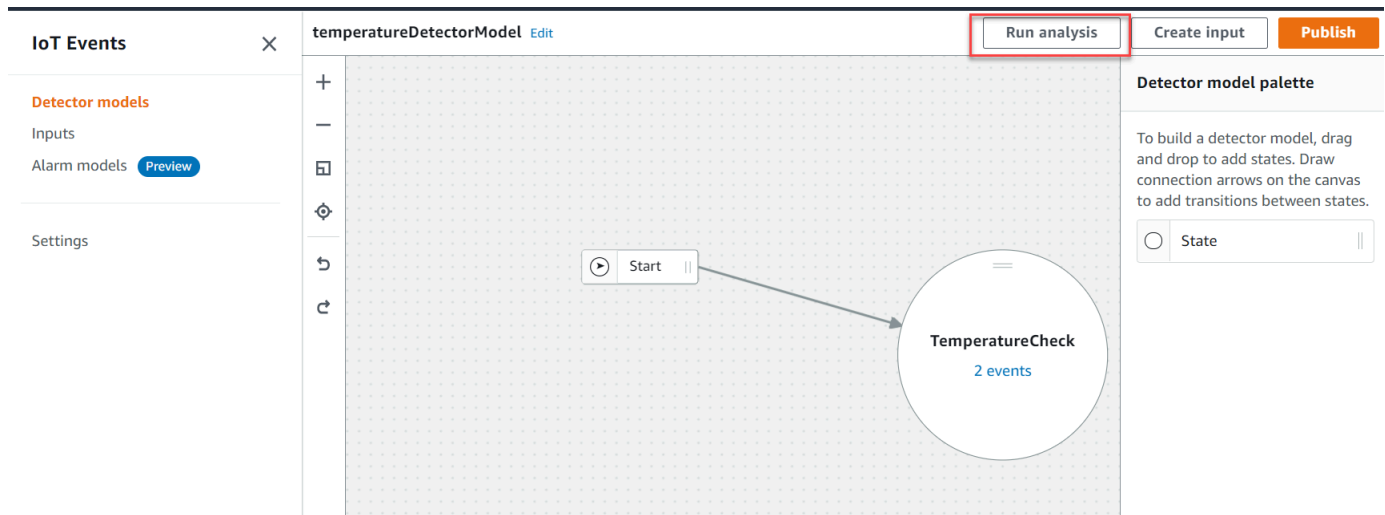 IoT Events
Detector models
Inputs
Alarm models Preview
Settings
temperatureDetectorModel Edit
Run analysis
Create input
Publish
Start
TemperatureCheck
2 events
Detector model palette
To build a detector model, drag
and drop to add states. Draw
connection arrows on the canvas
to add transitions between states.
State